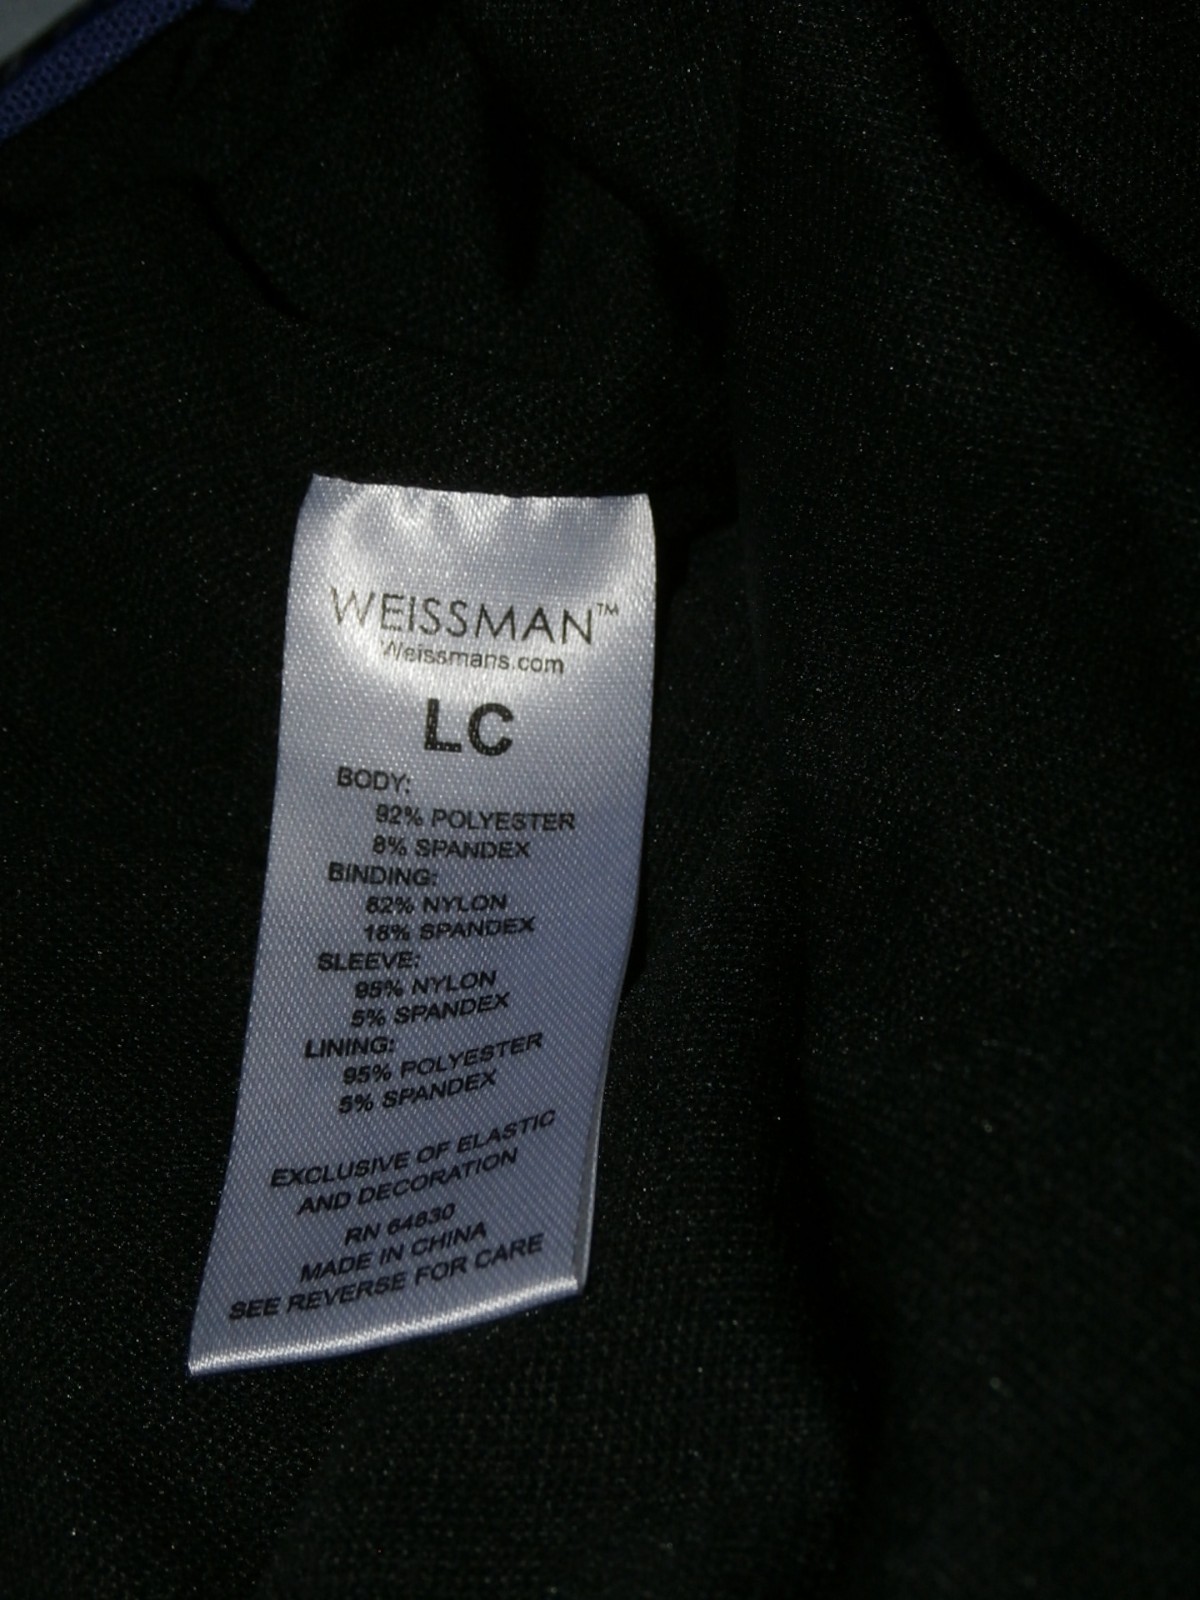 WEISSMAN™
Weissmans.com
LC
BODY:
92% POLYESTER
8% SPANDEX
BINDING:
82% NYLON
18% SPANDEX
SLEEVE:
95% NYLON
5% SPANDEX
LINING:
95% POLYESTER
5% SPANDEX
EXCLUSIVE OF ELASTIC
AND DECORATION
RN 64830
MADE IN CHINA
SEE REVERSE FOR CARE